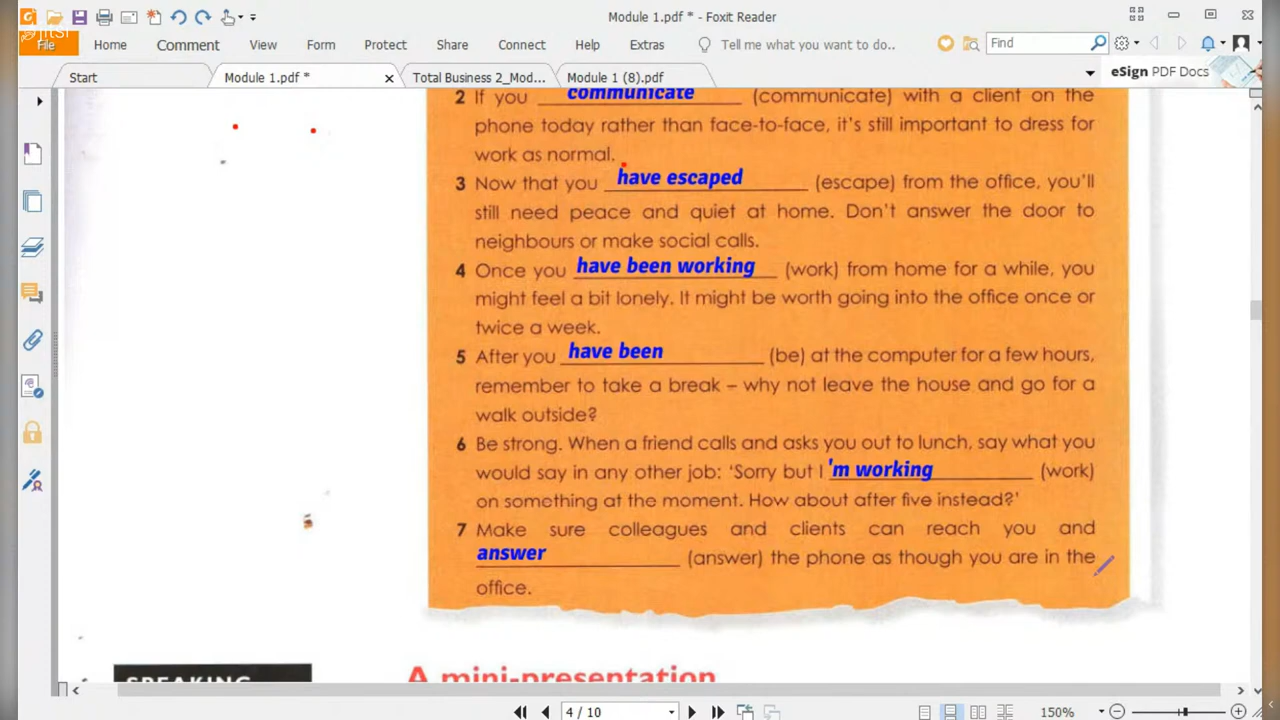 Module 1.pdf * - Foxit Reader
File Home Comment View Form Protect Share Connect Help Extras Tell me what you want to do.. Find
Start Module 1.pdf * Total Business 2_Mod... Module 1 (8).pdf eSign PDF Docs
2 If you communicate (communicate) with a client on the
phone today rather than face-to-face, it's still important to dress for
work as normal.
3 Now that you have escaped (escape) from the office, you'll
still need peace and quiet at home. Don't answer the door to
neighbours or make social calls.
4 Once you have been working (work) from home for a while, you
might feel a bit lonely. It might be worth going into the office once or
twice a week.
5 After you have been (be) at the computer for a few hours,
remember to take a break – why not leave the house and go for a
walk outside?
6 Be strong. When a friend calls and asks you out to lunch, say what you
would say in any other job: 'Sorry but I 'm working (work)
on something at the moment. How about after five instead?'
7 Make sure colleagues and clients can reach you and
answer (answer) the phone as though you are in the
office.
SPEAKING A mini-presentation
4 / 10 150%